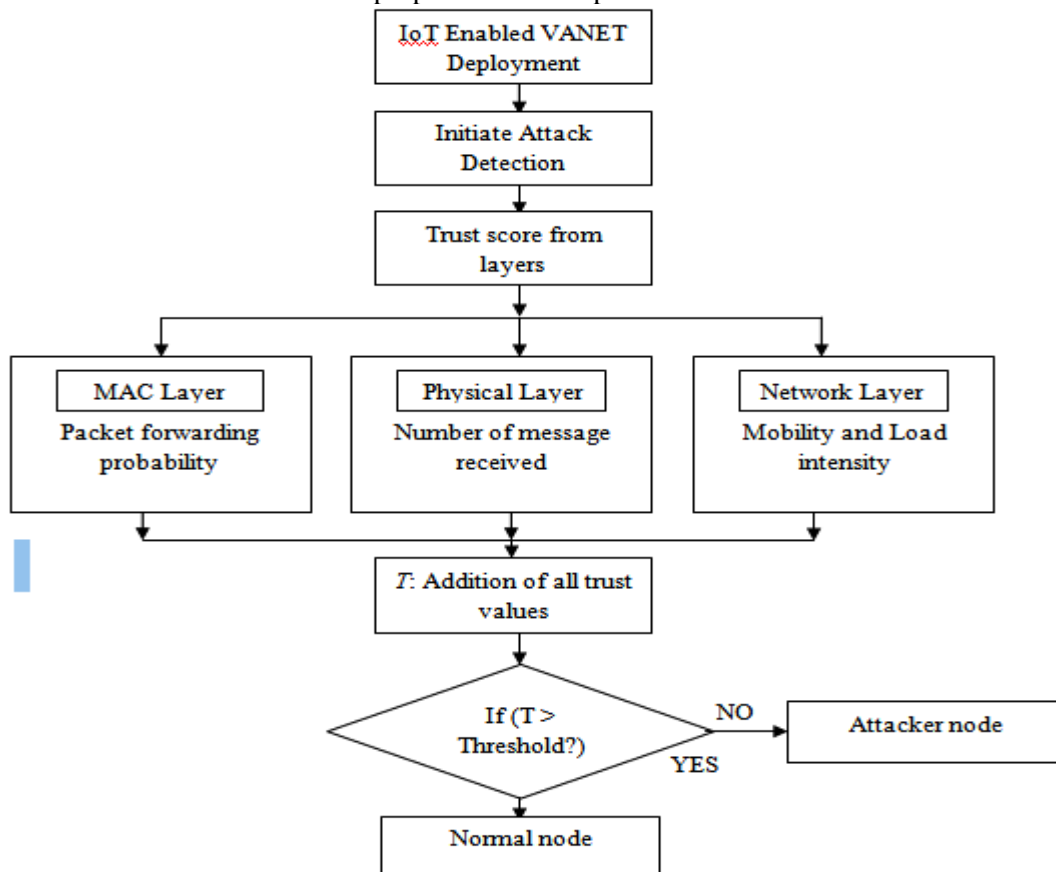 IoT Enabled VANET
Deployment
Initiate Attack
Detection
Trust score from
layers
MAC Layer
Packet forwarding
probability
Physical Layer
Number of message
received
Network Layer
Mobility and Load
intensity
T: Addition of all trust
values
If (T >
Threshold?)
NO
YES
Attacker node
Normal node